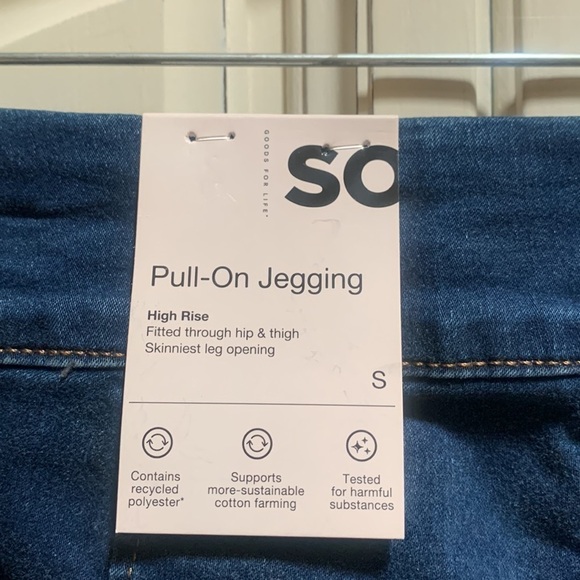 GOODS FOR LIFE™
SO
Pull-On Jegging
High Rise
Fitted through hip & thigh
Skinniest leg opening
S
Contains
recycled
polyester*
Supports
more-sustainable
cotton farming
Tested
for harmful
substances